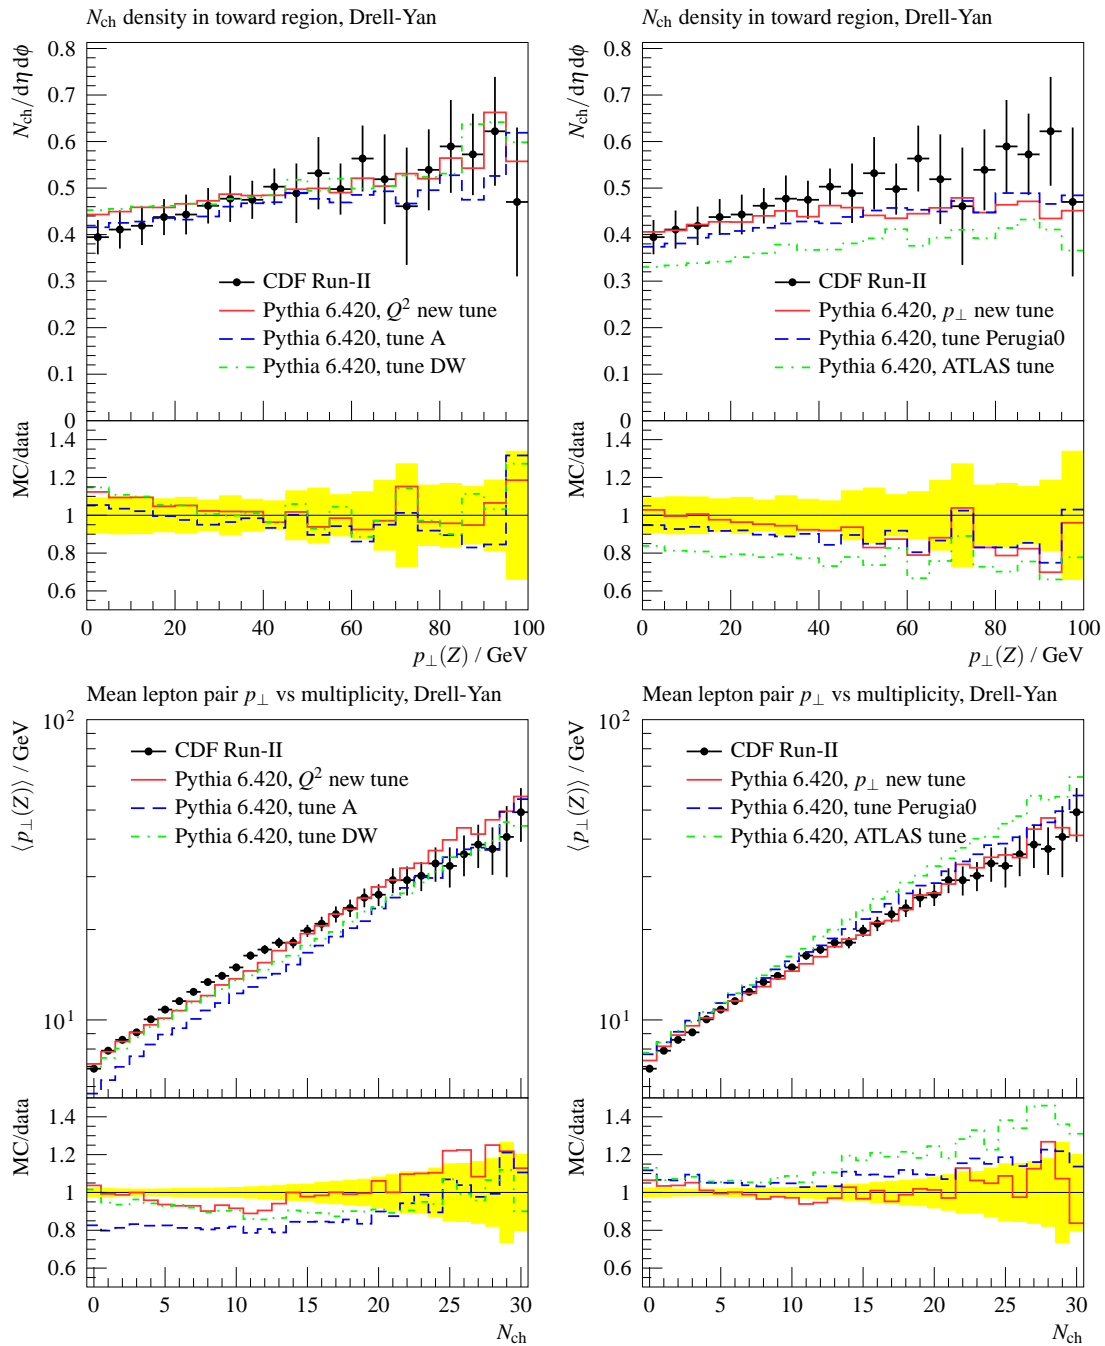 N_ch density in toward region, Drell-Yan
N_ch / dη dϕ
0.8
0.7
0.6
0.5
0.4
0.3
0.2
0.1
0
CDF Run-II
Pythia 6.420, Q² new tune
Pythia 6.420, tune A
Pythia 6.420, tune DW
MC/data
1.4
1.2
1
0.8
0.6
0 20 40 60 80 100
p⊥(Z) / GeV
N_ch density in toward region, Drell-Yan
N_ch / dη dϕ
0.8
0.7
0.6
0.5
0.4
0.3
0.2
0.1
0
CDF Run-II
Pythia 6.420, p⊥ new tune
Pythia 6.420, tune Perugia0
Pythia 6.420, ATLAS tune
MC/data
1.4
1.2
1
0.8
0.6
0 20 40 60 80 100
p⊥(Z) / GeV
Mean lepton pair p⊥ vs multiplicity, Drell-Yan
⟨p⊥(Z)⟩ / GeV
10²
10¹
CDF Run-II
Pythia 6.420, Q² new tune
Pythia 6.420, tune A
Pythia 6.420, tune DW
MC/data
1.4
1.2
1
0.8
0.6
0 5 10 15 20 25 30
N_ch
Mean lepton pair p⊥ vs multiplicity, Drell-Yan
⟨p⊥(Z)⟩ / GeV
10²
10¹
CDF Run-II
Pythia 6.420, p⊥ new tune
Pythia 6.420, tune Perugia0
Pythia 6.420, ATLAS tune
MC/data
1.4
1.2
1
0.8
0.6
0 5 10 15 20 25 30
N_ch